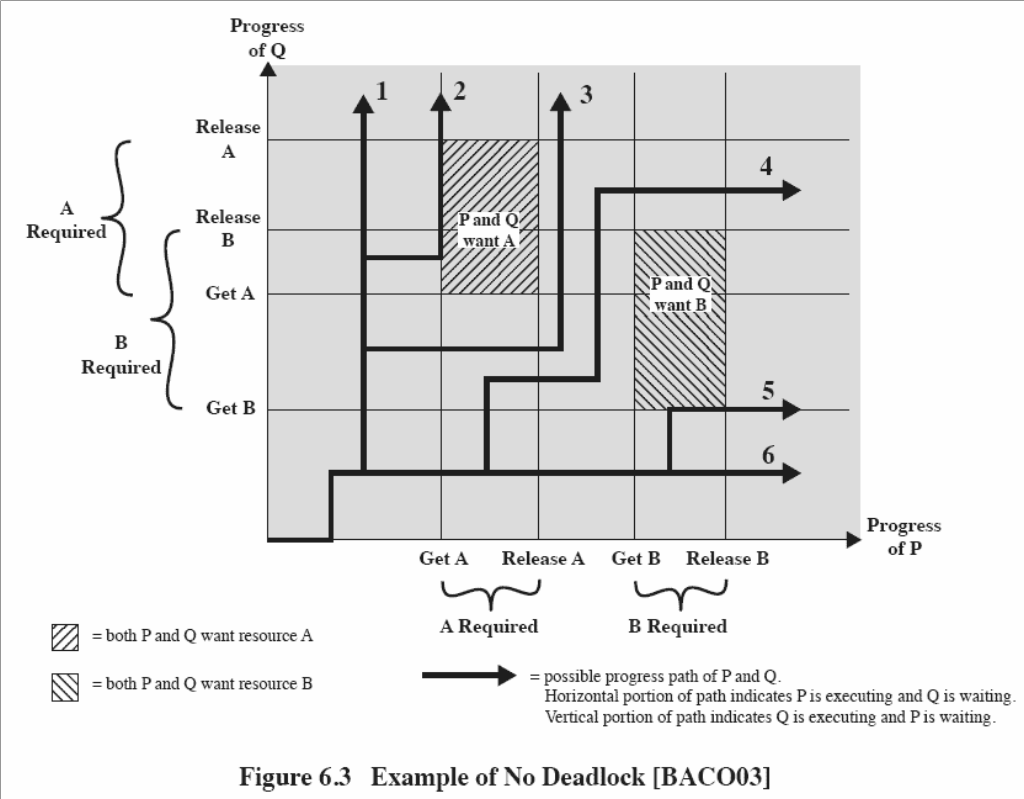 Progress
of Q
1
2
3
Release
A
4
A
Required
Release
B
P and Q
want A
Get A
P and Q
want B
B
Required
5
Get B
6
Progress
of P
Get A
Release A
Get B
Release B
A Required
B Required
= both P and Q want resource A
= both P and Q want resource B
= possible progress path of P and Q.
Horizontal portion of path indicates P is executing and Q is waiting.
Vertical portion of path indicates Q is executing and P is waiting.
Figure 6.3 Example of No Deadlock [BACO03]